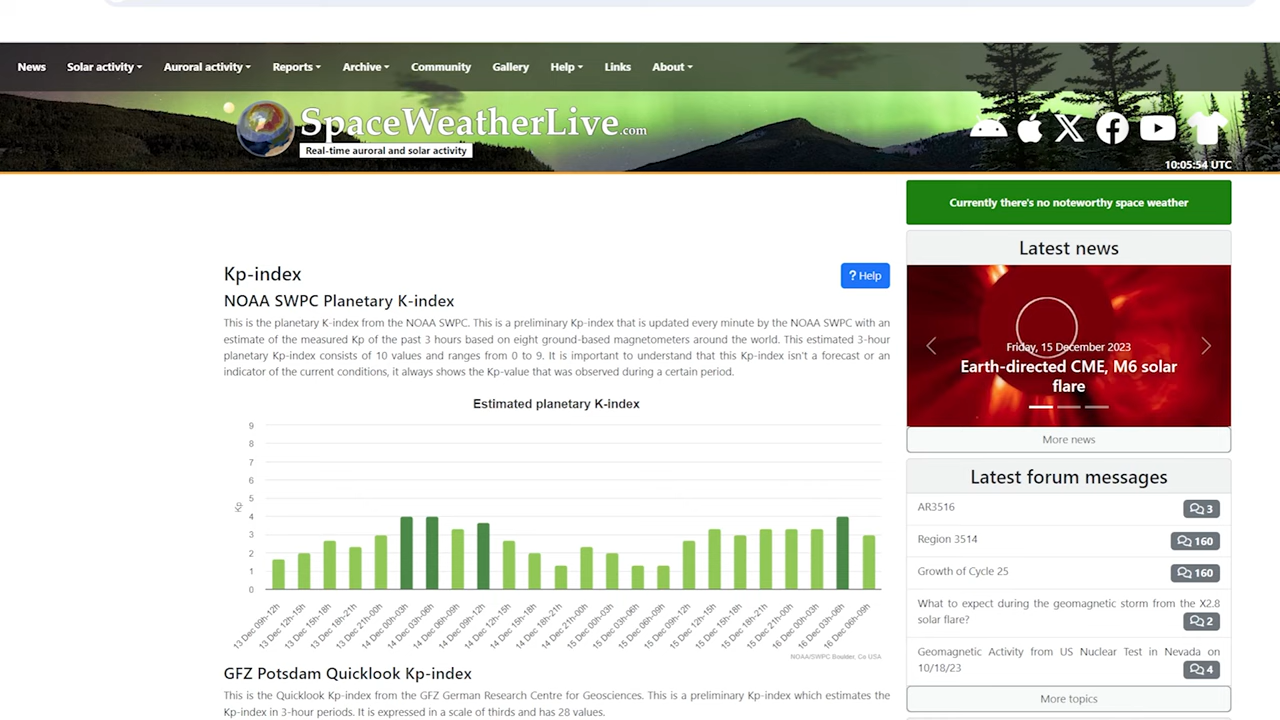 News Solar activity Auroral activity Reports Archive Community Gallery Help Links About
SpaceWeatherLive.com
Real-time auroral and solar activity
10:05:54 UTC
Currently there's no noteworthy space weather
Latest news
Friday, 15 December 2023
Earth-directed CME, M6 solar
flare
More news
Latest forum messages
AR3516 3
Region 3514 160
Growth of Cycle 25 160
What to expect during the geomagnetic storm from the X2.8
solar flare? 2
Geomagnetic Activity from US Nuclear Test in Nevada on
10/18/23 4
More topics
Kp-index
? Help
NOAA SWPC Planetary K-index
This is the planetary K-index from the NOAA SWPC. This is a preliminary Kp-index that is updated every minute by the NOAA SWPC with an
estimate of the measured Kp of the past 3 hours based on eight ground-based magnetometers around the world. This estimated 3-hour
planetary Kp-index consists of 10 values and ranges from 0 to 9. It is important to understand that this Kp-index isn't a forecast or an
indicator of the current conditions, it always shows the Kp-value that was observed during a certain period.
Estimated planetary K-index
9
8
7
6
5
4
3
2
1
0
Kp
13 Dec 09h-12h
13 Dec 12h-15h
13 Dec 15h-18h
13 Dec 18h-21h
13 Dec 21h-00h
14 Dec 00h-03h
14 Dec 03h-06h
14 Dec 06h-09h
14 Dec 09h-12h
14 Dec 12h-15h
14 Dec 15h-18h
14 Dec 18h-21h
14 Dec 21h-00h
15 Dec 00h-03h
15 Dec 03h-06h
15 Dec 06h-09h
15 Dec 09h-12h
15 Dec 12h-15h
15 Dec 15h-18h
15 Dec 18h-21h
15 Dec 21h-00h
16 Dec 00h-03h
16 Dec 03h-06h
16 Dec 06h-09h
NOAA/SWPC Boulder, Co USA
GFZ Potsdam Quicklook Kp-index
This is the Quicklook Kp-index from the GFZ German Research Centre for Geosciences. This is a preliminary Kp-index which estimates the
Kp-index in 3-hour periods. It is expressed in a scale of thirds and has 28 values.